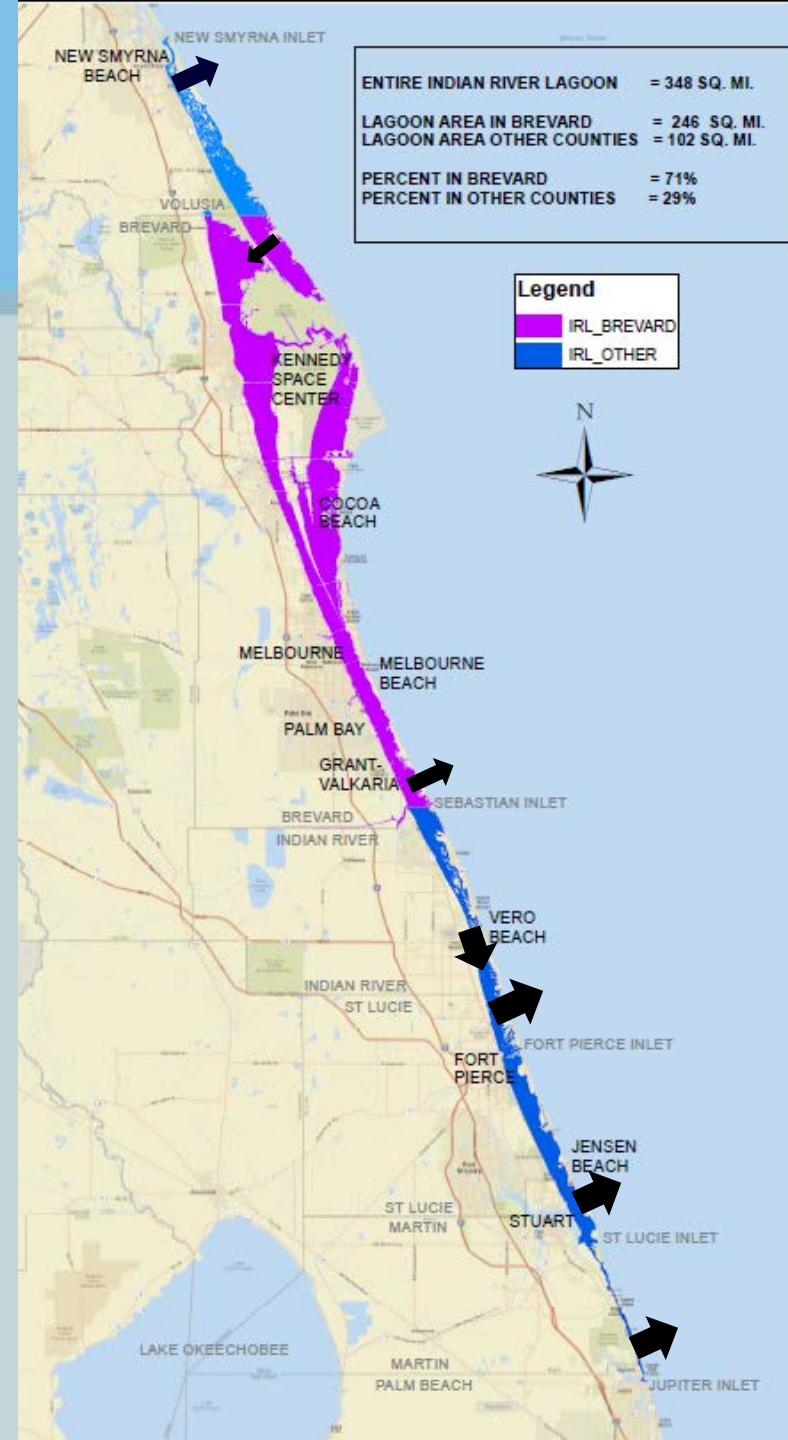 NEW SMYRNA INLET
NEW SMYRNA
BEACH
ENTIRE INDIAN RIVER LAGOON = 348 SQ. MI.
LAGOON AREA IN BREVARD = 246 SQ. MI.
LAGOON AREA OTHER COUNTIES = 102 SQ. MI.
PERCENT IN BREVARD = 71%
PERCENT IN OTHER COUNTIES = 29%
VOLUSIA
BREVARD
Legend
IRL_BREVARD
IRL_OTHER
N
KENNEDY
SPACE
CENTER
COCOA
BEACH
MELBOURNE
MELBOURNE
BEACH
PALM BAY
GRANT-
VALKARIA
SEBASTIAN INLET
BREVARD
INDIAN RIVER
VERO
BEACH
INDIAN RIVER
ST LUCIE
FORT PIERCE INLET
FORT
PIERCE
JENSEN
BEACH
ST LUCIE
MARTIN
STUART
ST LUCIE INLET
LAKE OKEECHOBEE
MARTIN
PALM BEACH
JUPITER INLET